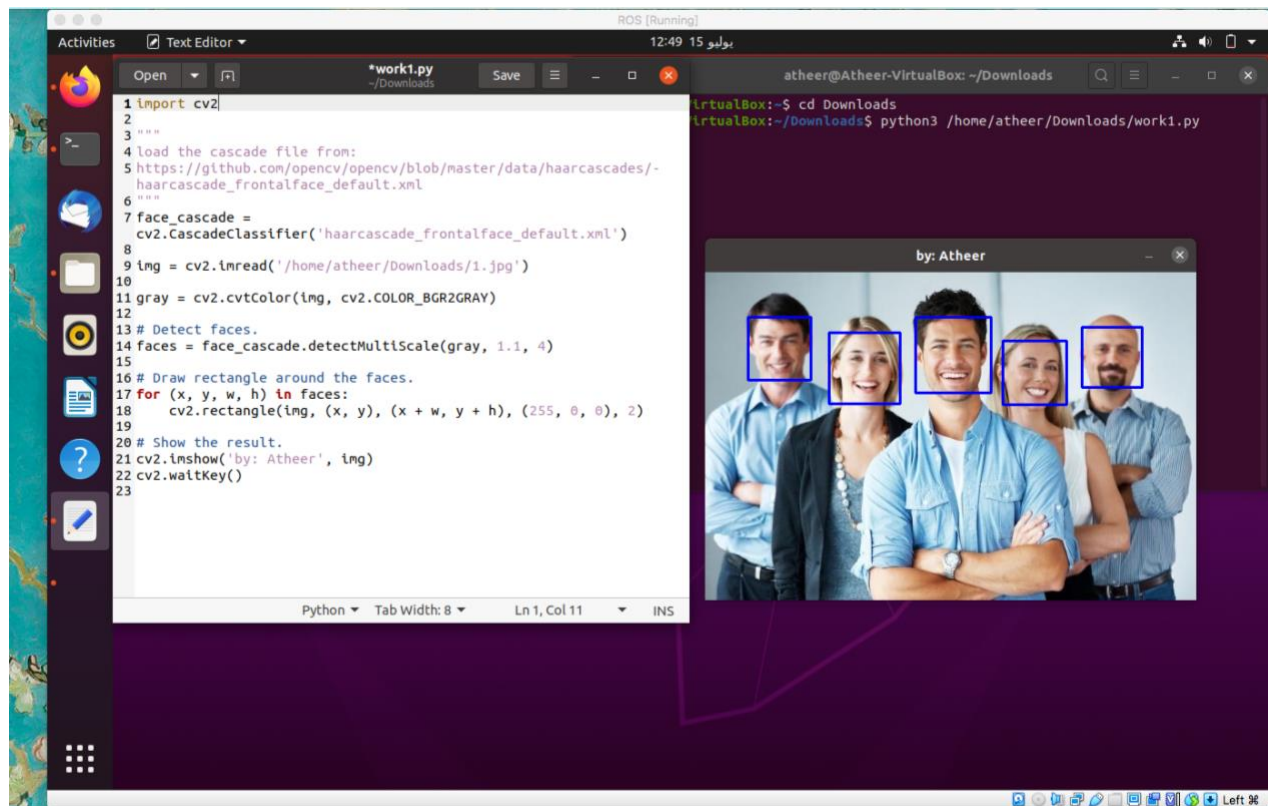 ROS [Running]
Activities
Text Editor
12:49 15 يوليو
Open
*work1.py
~/Downloads
Save
atheer@Atheer-VirtualBox: ~/Downloads
1 import cv2
2
3 """
4 load the cascade file from:
5 https://github.com/opencv/opencv/blob/master/data/haarcascades/-
haarcascade_frontalface_default.xml
6 """
7 face_cascade =
cv2.CascadeClassifier('haarcascade_frontalface_default.xml')
8
9 img = cv2.imread('/home/atheer/Downloads/1.jpg')
10
11 gray = cv2.cvtColor(img, cv2.COLOR_BGR2GRAY)
12
13 # Detect faces.
14 faces = face_cascade.detectMultiScale(gray, 1.1, 4)
15
16 # Draw rectangle around the faces.
17 for (x, y, w, h) in faces:
18     cv2.rectangle(img, (x, y), (x + w, y + h), (255, 0, 0), 2)
19
20 # Show the result.
21 cv2.imshow('by: Atheer', img)
22 cv2.waitKey()
23
Python
Tab Width: 8
Ln 1, Col 11
INS
VirtualBox:~$ cd Downloads
VirtualBox:~/Downloads$ python3 /home/atheer/Downloads/work1.py
by: Atheer
Left ⌘